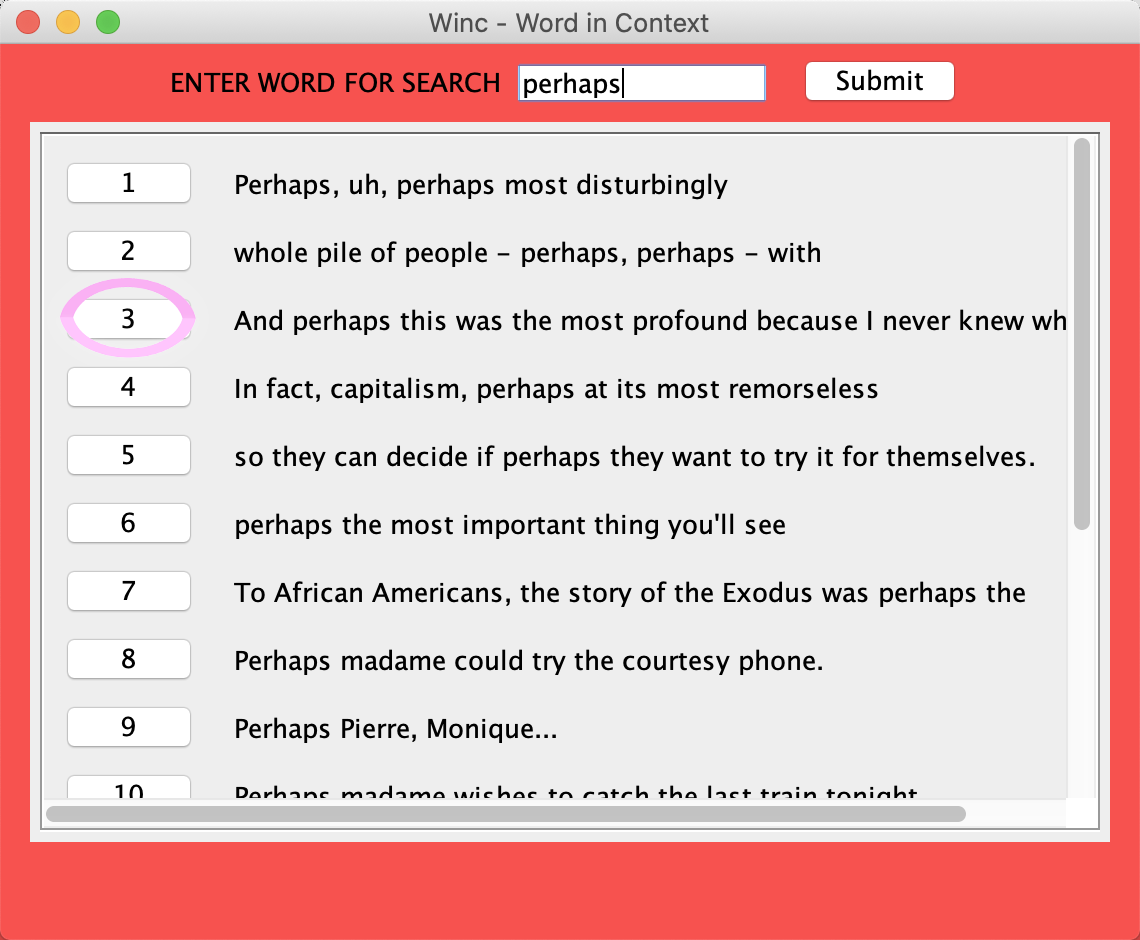 Winc - Word in Context
ENTER WORD FOR SEARCH perhaps Submit
1 Perhaps, uh, perhaps most disturbingly
2 whole pile of people – perhaps, perhaps – with
3 And perhaps this was the most profound because I never knew wh
4 In fact, capitalism, perhaps at its most remorseless
5 so they can decide if perhaps they want to try it for themselves.
6 perhaps the most important thing you'll see
7 To African Americans, the story of the Exodus was perhaps the
8 Perhaps madame could try the courtesy phone.
9 Perhaps Pierre, Monique...
10 Perhaps madame wishes to catch the last train tonight